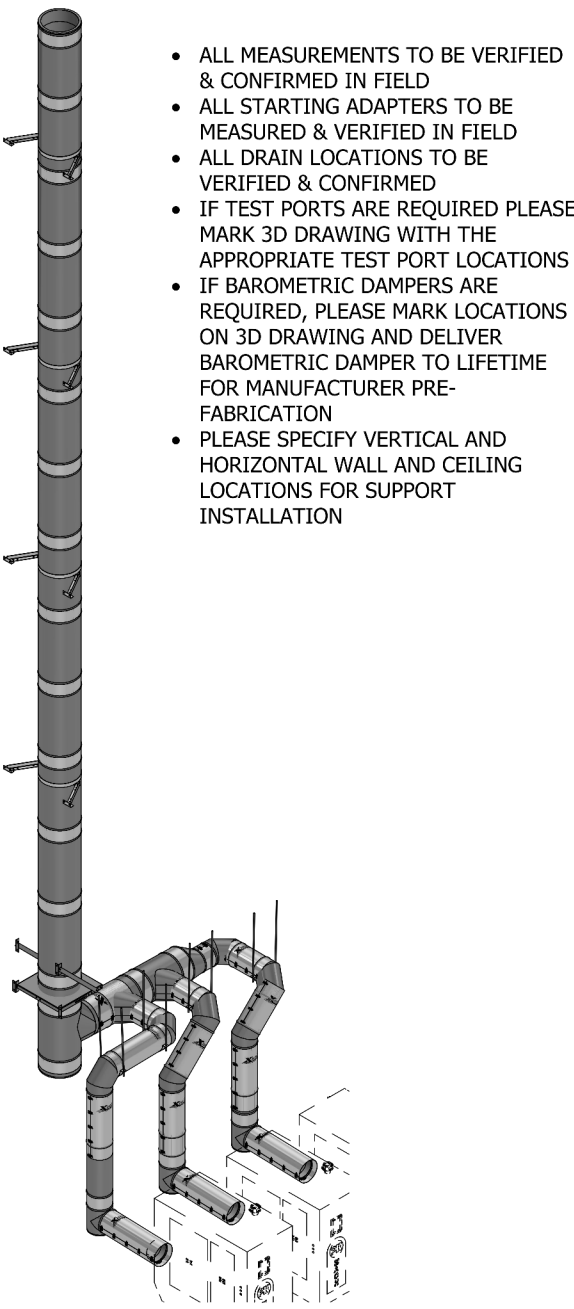 • ALL MEASUREMENTS TO BE VERIFIED
& CONFIRMED IN FIELD
• ALL STARTING ADAPTERS TO BE
MEASURED & VERIFIED IN FIELD
• ALL DRAIN LOCATIONS TO BE
VERIFIED & CONFIRMED
• IF TEST PORTS ARE REQUIRED PLEASE
MARK 3D DRAWING WITH THE
APPROPRIATE TEST PORT LOCATIONS
• IF BAROMETRIC DAMPERS ARE
REQUIRED, PLEASE MARK LOCATIONS
ON 3D DRAWING AND DELIVER
BAROMETRIC DAMPER TO LIFETIME
FOR MANUFACTURER PRE-
FABRICATION
• PLEASE SPECIFY VERTICAL AND
HORIZONTAL WALL AND CEILING
LOCATIONS FOR SUPPORT
INSTALLATION